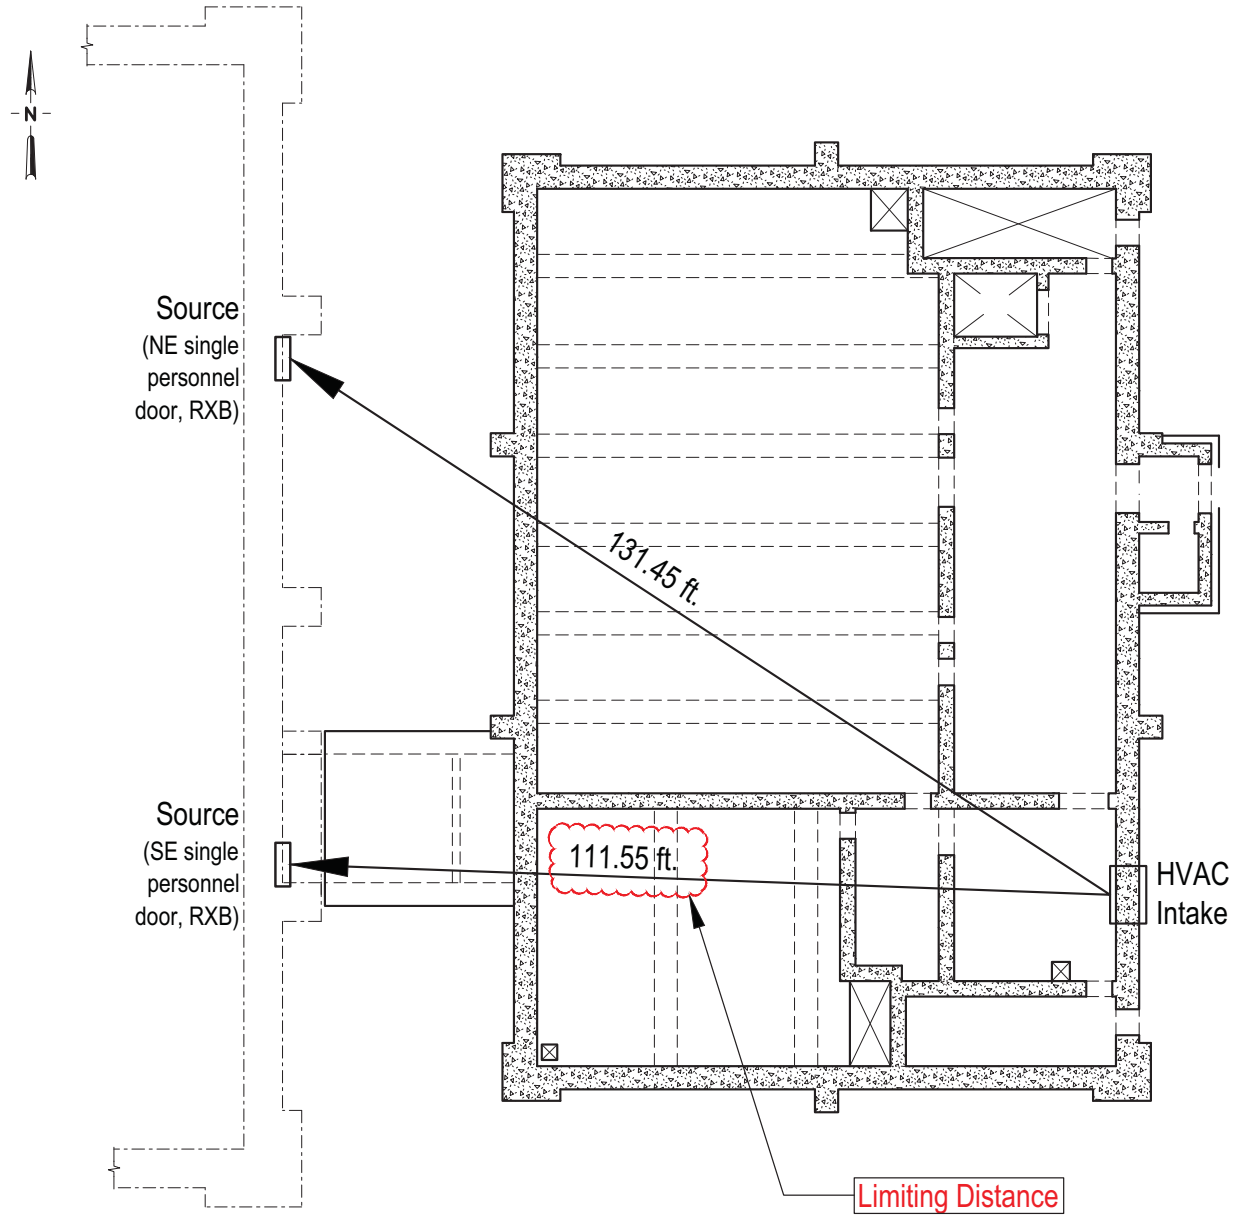 N
Source
(NE single
personnel
door, RXB)
131.45 ft.
Source
(SE single
personnel
door, RXB)
111.55 ft.
HVAC
Intake
Limiting Distance